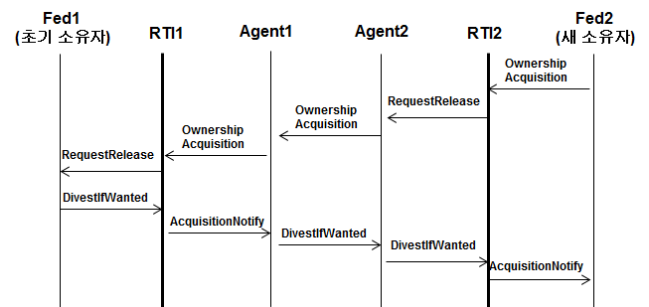 Fed1
(초기 소유자)
RTI1
Agent1
Agent2
RTI2
Fed2
(새 소유자)
Ownership
Acquisition
RequestRelease
Ownership
Acquisition
Ownership
Acquisition
RequestRelease
DivestIfWanted
AcquisitionNotify
DivestIfWanted
DivestIfWanted
AcquisitionNotify